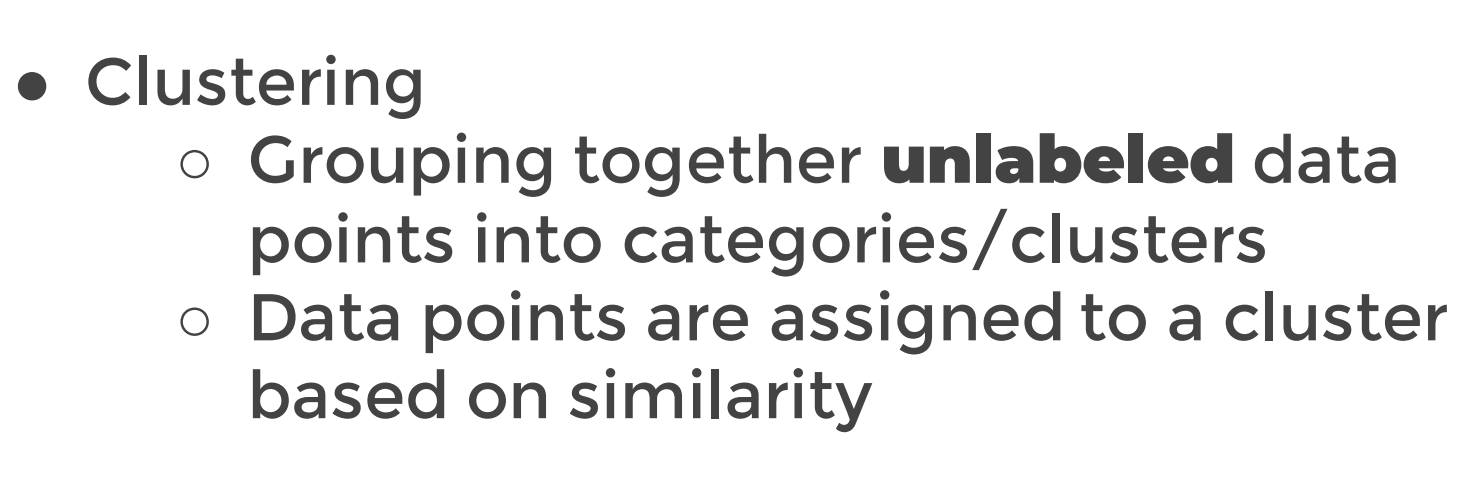 ● Clustering
○ Grouping together unlabeled data
points into categories/clusters
○ Data points are assigned to a cluster
based on similarity